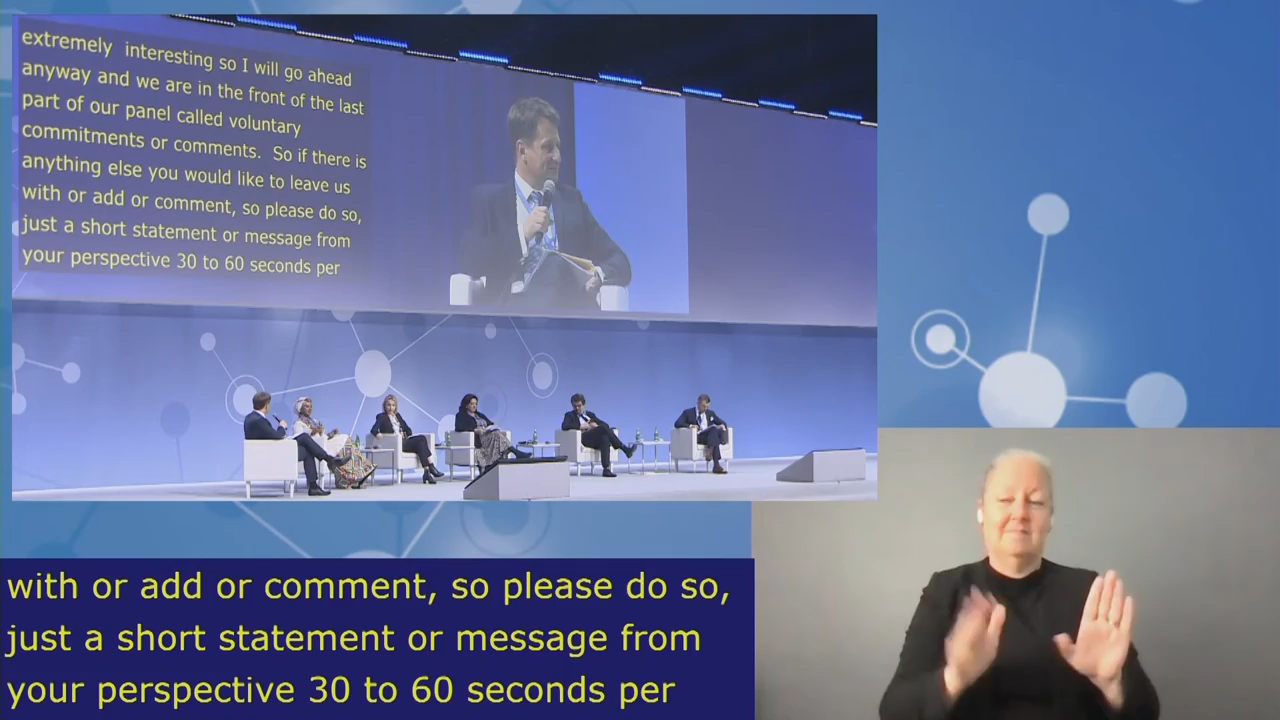 extremely interesting so I will go ahead
anyway and we are in the front of the last
part of our panel called voluntary
commitments or comments. So if there is
anything else you would like to leave us
with or add or comment, so please do so,
just a short statement or message from
your perspective 30 to 60 seconds per
with or add or comment, so please do so,
just a short statement or message from
your perspective 30 to 60 seconds per